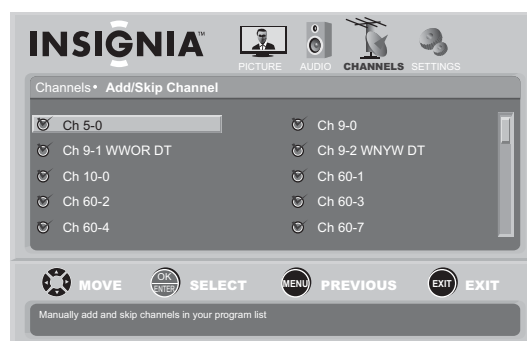 INSIGNIA™
PICTURE AUDIO CHANNELS SETTINGS
Channels• Add/Skip Channel
Ch 5-0 Ch 9-0
Ch 9-1 WWOR DT Ch 9-2 WNYW DT
Ch 10-0 Ch 60-1
Ch 60-2 Ch 60-3
Ch 60-4 Ch 60-7
MOVE OK ENTER SELECT MENU PREVIOUS EXIT EXIT
Manually add and skip channels in your program list